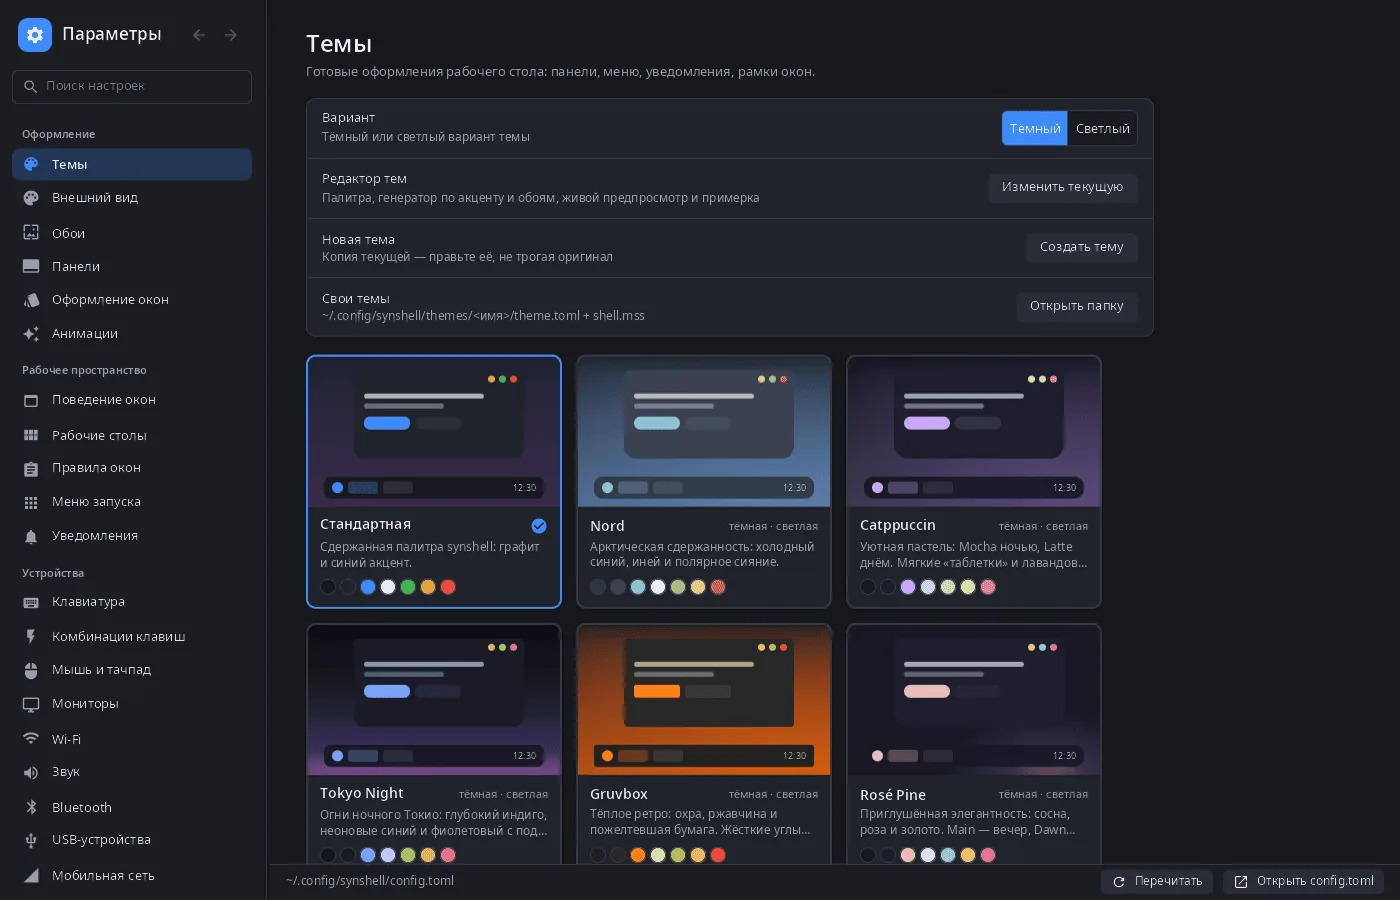 Параметры
Поиск настроек
Оформление
Темы
Внешний вид
Обои
Панели
Оформление окон
Анимации
Рабочее пространство
Поведение окон
Рабочие столы
Правила окон
Меню запуска
Уведомления
Устройства
Клавиатура
Комбинации клавиш
Мышь и тачпад
Мониторы
Wi-Fi
Звук
Bluetooth
USB-устройства
Мобильная сеть
Темы
Готовые оформления рабочего стола: панели, меню, уведомления, рамки окон.
Вариант
Тёмный или светлый вариант темы
Темный Светлый
Редактор тем
Палитра, генератор по акценту и обоям, живой предпросмотр и примерка
Изменить текущую
Новая тема
Копия текущей — правьте её, не трогая оригинал
Создать тему
Свои темы
~/.config/synshell/themes/<имя>/theme.toml + shell.mss
Открыть папку
12:30
Стандартная
Сдержанная палитра synshell: графит
и синий акцент.
12:30
Nord тёмная · светлая
Арктическая сдержанность: холодный
синий, иней и полярное сияние.
12:30
Catppuccin тёмная · светлая
Уютная пастель: Mocha ночью, Latte
днём. Мягкие «таблетки» и лавандов...
12:30
Tokyo Night тёмная · светлая
Огни ночного Токио: глубокий индиго,
неоновые синий и фиолетовый с под...
12:30
Gruvbox тёмная · светлая
Тёплое ретро: охра, ржавчина и
пожелтевшая бумага. Жёсткие углы...
12:30
Rosé Pine тёмная · светлая
Приглушённая элегантность: сосна,
роза и золото. Main — вечер, Dawn...
~/.config/synshell/config.toml
Перечитать
Открыть config.toml